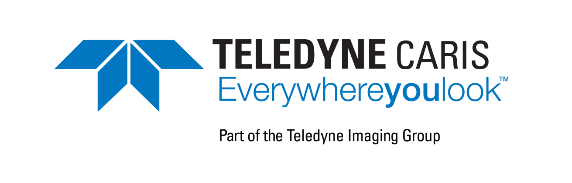 TELEDYNE CARIS
Everywhereyoulook™
Part of the Teledyne Imaging Group